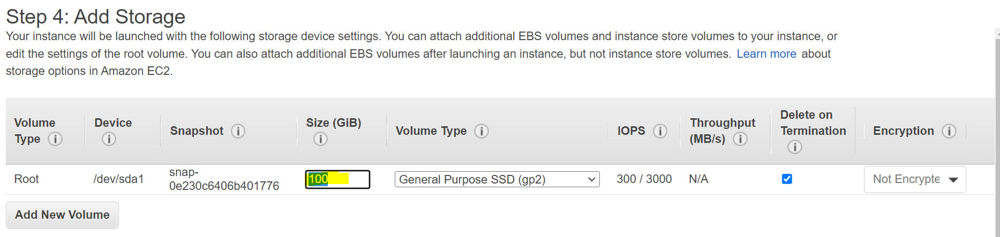 Step 4: Add Storage
Your instance will be launched with the following storage device settings. You can attach additional EBS volumes and instance store volumes to your instance, or
edit the settings of the root volume. You can also attach additional EBS volumes after launching an instance, but not instance store volumes. Learn more about
storage options in Amazon EC2.
Volume Type
Device
Snapshot
Size (GiB)
Volume Type
IOPS
Throughput (MB/s)
Delete on Termination
Encryption
Root
/dev/sda1
snap-
0e230c6406b401776
100
General Purpose SSD (gp2)
300 / 3000
N/A
Not Encrypte
Add New Volume